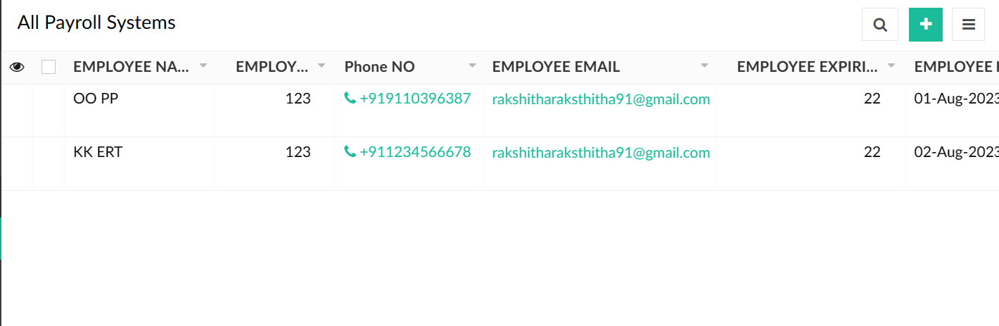 All Payroll Systems
EMPLOYEE NA... EMPLOY... Phone NO EMPLOYEE EMAIL EMPLOYEE EXPIRI... EMPLOYEE
OO PP 123 +919110396387 rakshitharaksthitha91@gmail.com 22 01-Aug-2023
KK ERT 123 +911234566678 rakshitharaksthitha91@gmail.com 22 02-Aug-2023